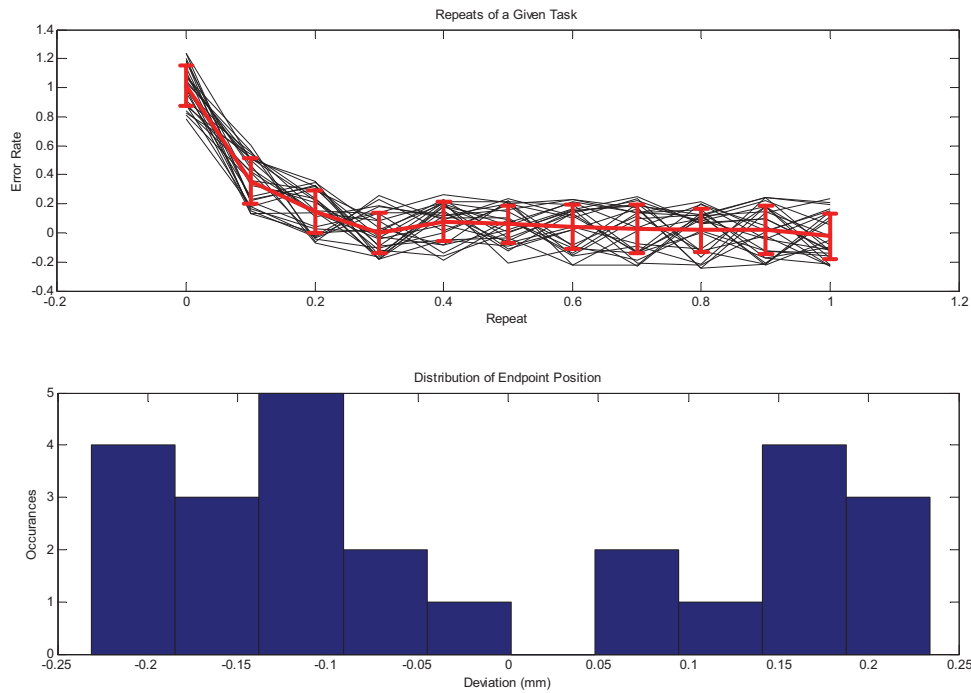 Repeats of a Given Task
1.4
1.2
1
0.8
0.6
0.4
0.2
0
-0.2
-0.4
Error Rate
-0.2 0 0.2 0.4 0.6 0.8 1 1.2
Repeat
Distribution of Endpoint Position
5
4
3
2
1
0
Occurances
-0.25 -0.2 -0.15 -0.1 -0.05 0 0.05 0.1 0.15 0.2 0.25
Deviation (mm)